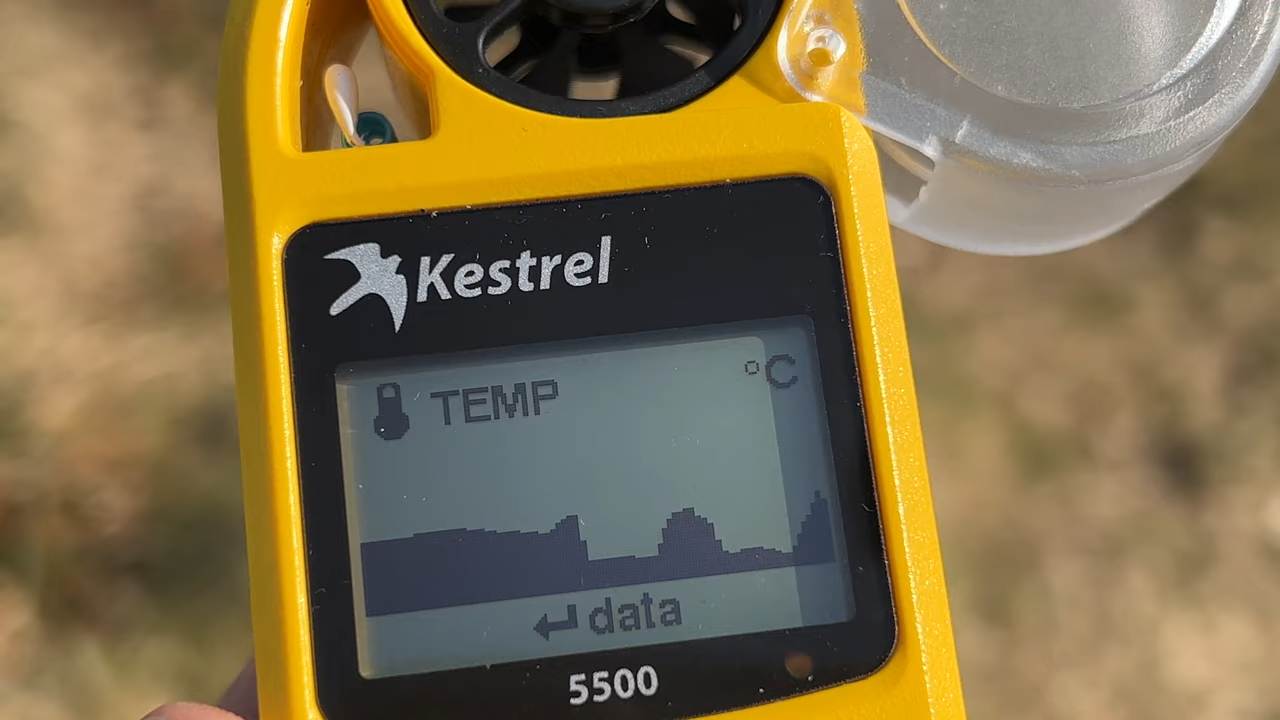 Kestrel
TEMP °C
↵ data
5500